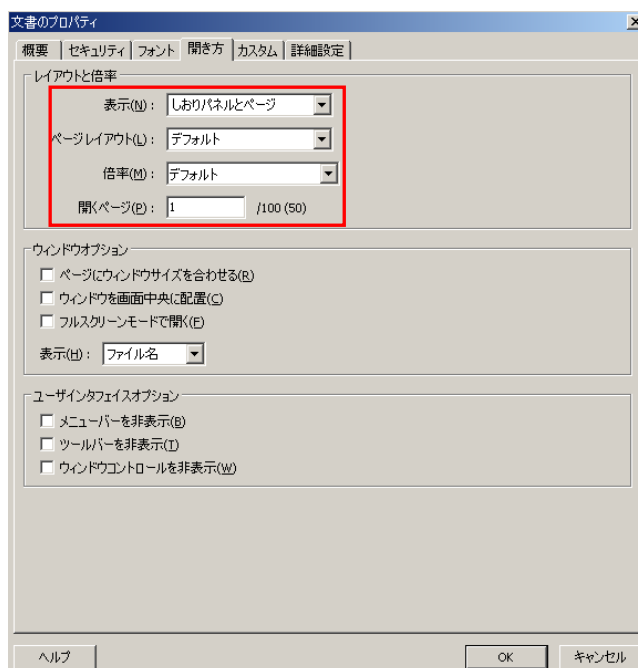 文書のプロパティ
概要 セキュリティ フォント 開き方 カスタム 詳細設定
レイアウトと倍率
表示(N): しおりパネルとページ
ページレイアウト(L): デフォルト
倍率(M): デフォルト
開くページ(P): 1 /100 (50)
ウィンドウオプション
ページにウィンドウサイズを合わせる(R)
ウィンドウを画面中央に配置(C)
フルスクリーンモードで開く(F)
表示(H): ファイル名
ユーザインタフェイスオプション
メニューバーを非表示(B)
ツールバーを非表示(T)
ウィンドウコントロールを非表示(W)
ヘルプ OK キャンセル